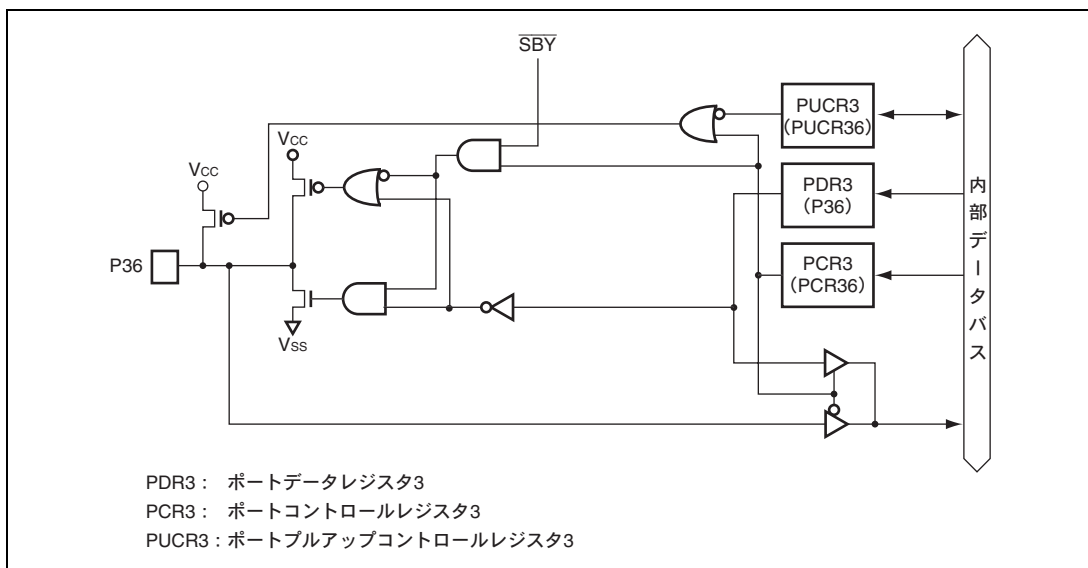 SBY
PUCR3
(PUCR36)
VCC
VCC
PDR3
(P36)
P36
PCR3
(PCR36)
VSS
内部データバス
PDR3： ポートデータレジスタ3
PCR3： ポートコントロールレジスタ3
PUCR3：ポートプルアップコントロールレジスタ3